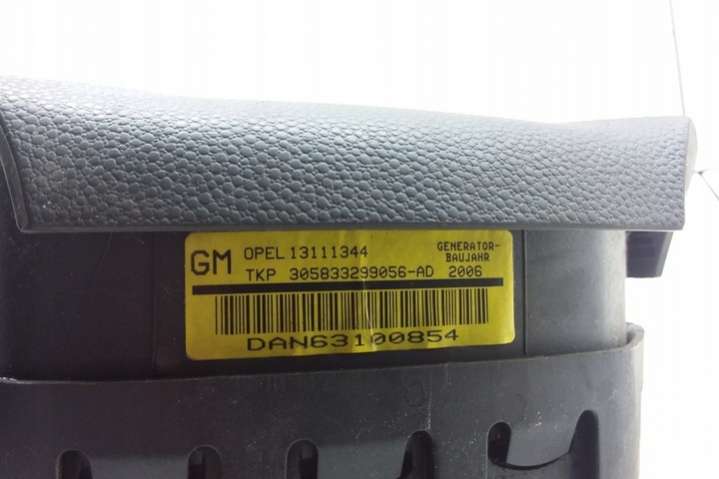 GM OPEL 13111344 GENERATOR-
BAUJAHR
TKP 305833299056-AD 2006
DAN63100854